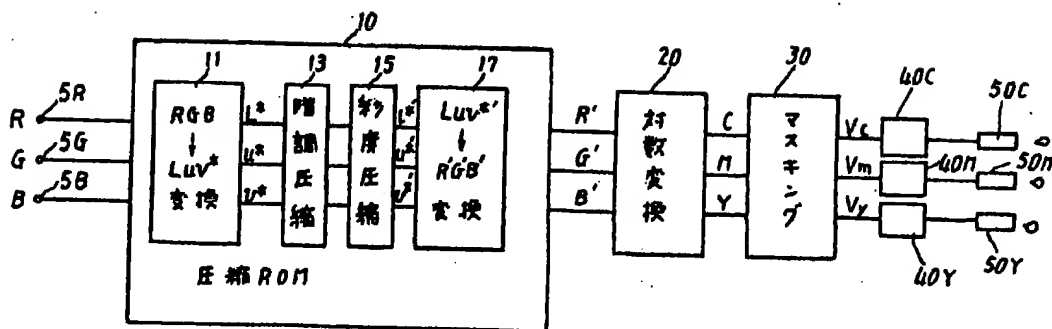 10
11
13
15
17
20
30
40C
50C
5R
R
5G
G
5B
B
RGB
↓
Luv*
変換
L*
u*
v*
階調圧縮
彩度圧縮
L*'
u*'
v*'
Luv*'
↓
R'G'B'
変換
圧縮ROM
R'
G'
B'
対数変換
C
M
Y
マスキング
Vc
Vm
Vy
40M
50M
40Y
50Y